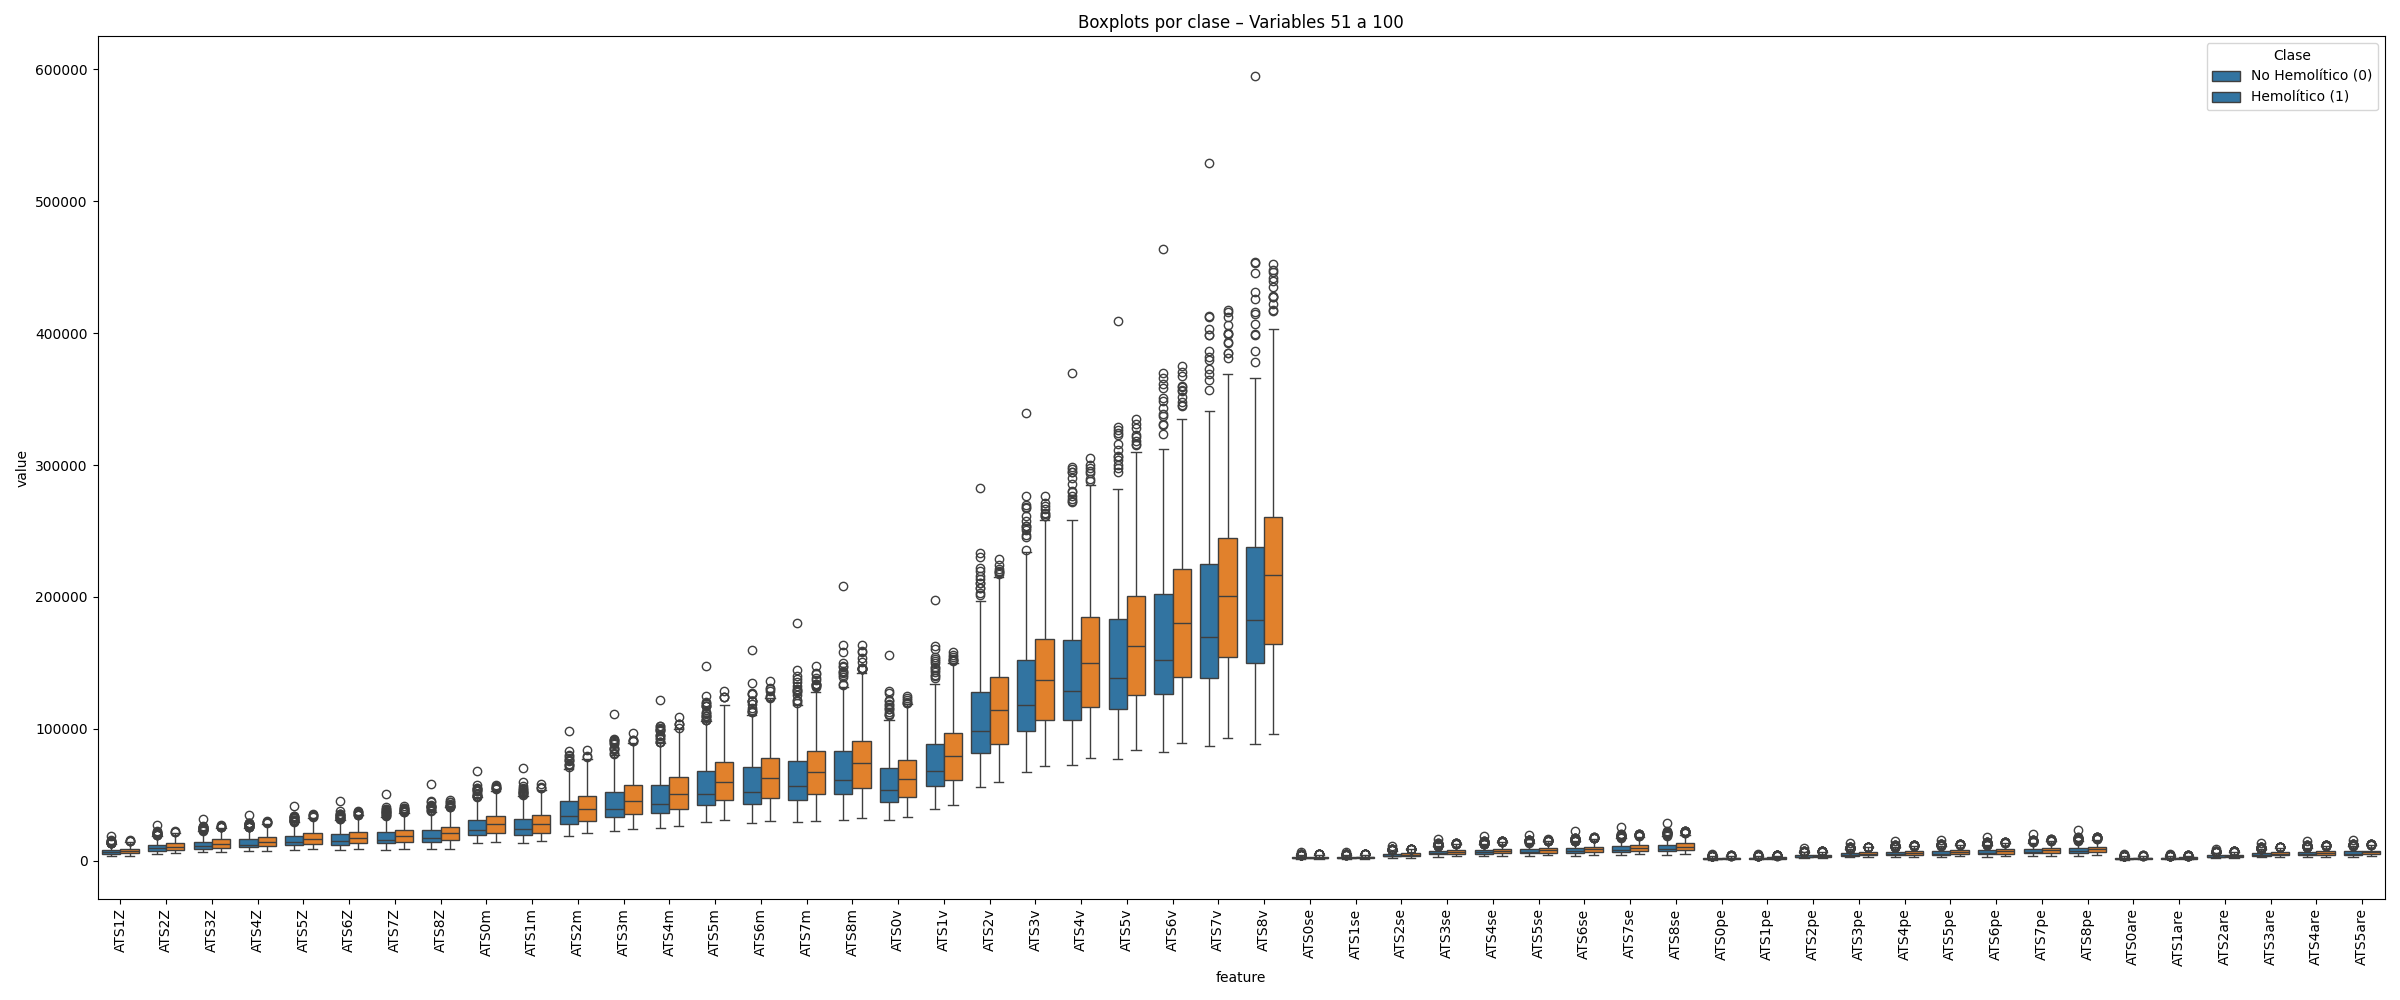 Boxplots por clase – Variables 51 a 100
Clase
No Hemolítico (0)
Hemolítico (1)
value
600000
500000
400000
300000
200000
100000
0
ATS1Z
ATS2Z
ATS3Z
ATS4Z
ATS5Z
ATS6Z
ATS7Z
ATS8Z
ATS0m
ATS1m
ATS2m
ATS3m
ATS4m
ATS5m
ATS6m
ATS7m
ATS8m
ATS0v
ATS1v
ATS2v
ATS3v
ATS4v
ATS5v
ATS6v
ATS7v
ATS8v
ATS0se
ATS1se
ATS2se
ATS3se
ATS4se
ATS5se
ATS6se
ATS7se
ATS8se
ATS0pe
ATS1pe
ATS2pe
ATS3pe
ATS4pe
ATS5pe
ATS6pe
ATS7pe
ATS8pe
ATS0are
ATS1are
ATS2are
ATS3are
ATS4are
ATS5are
feature